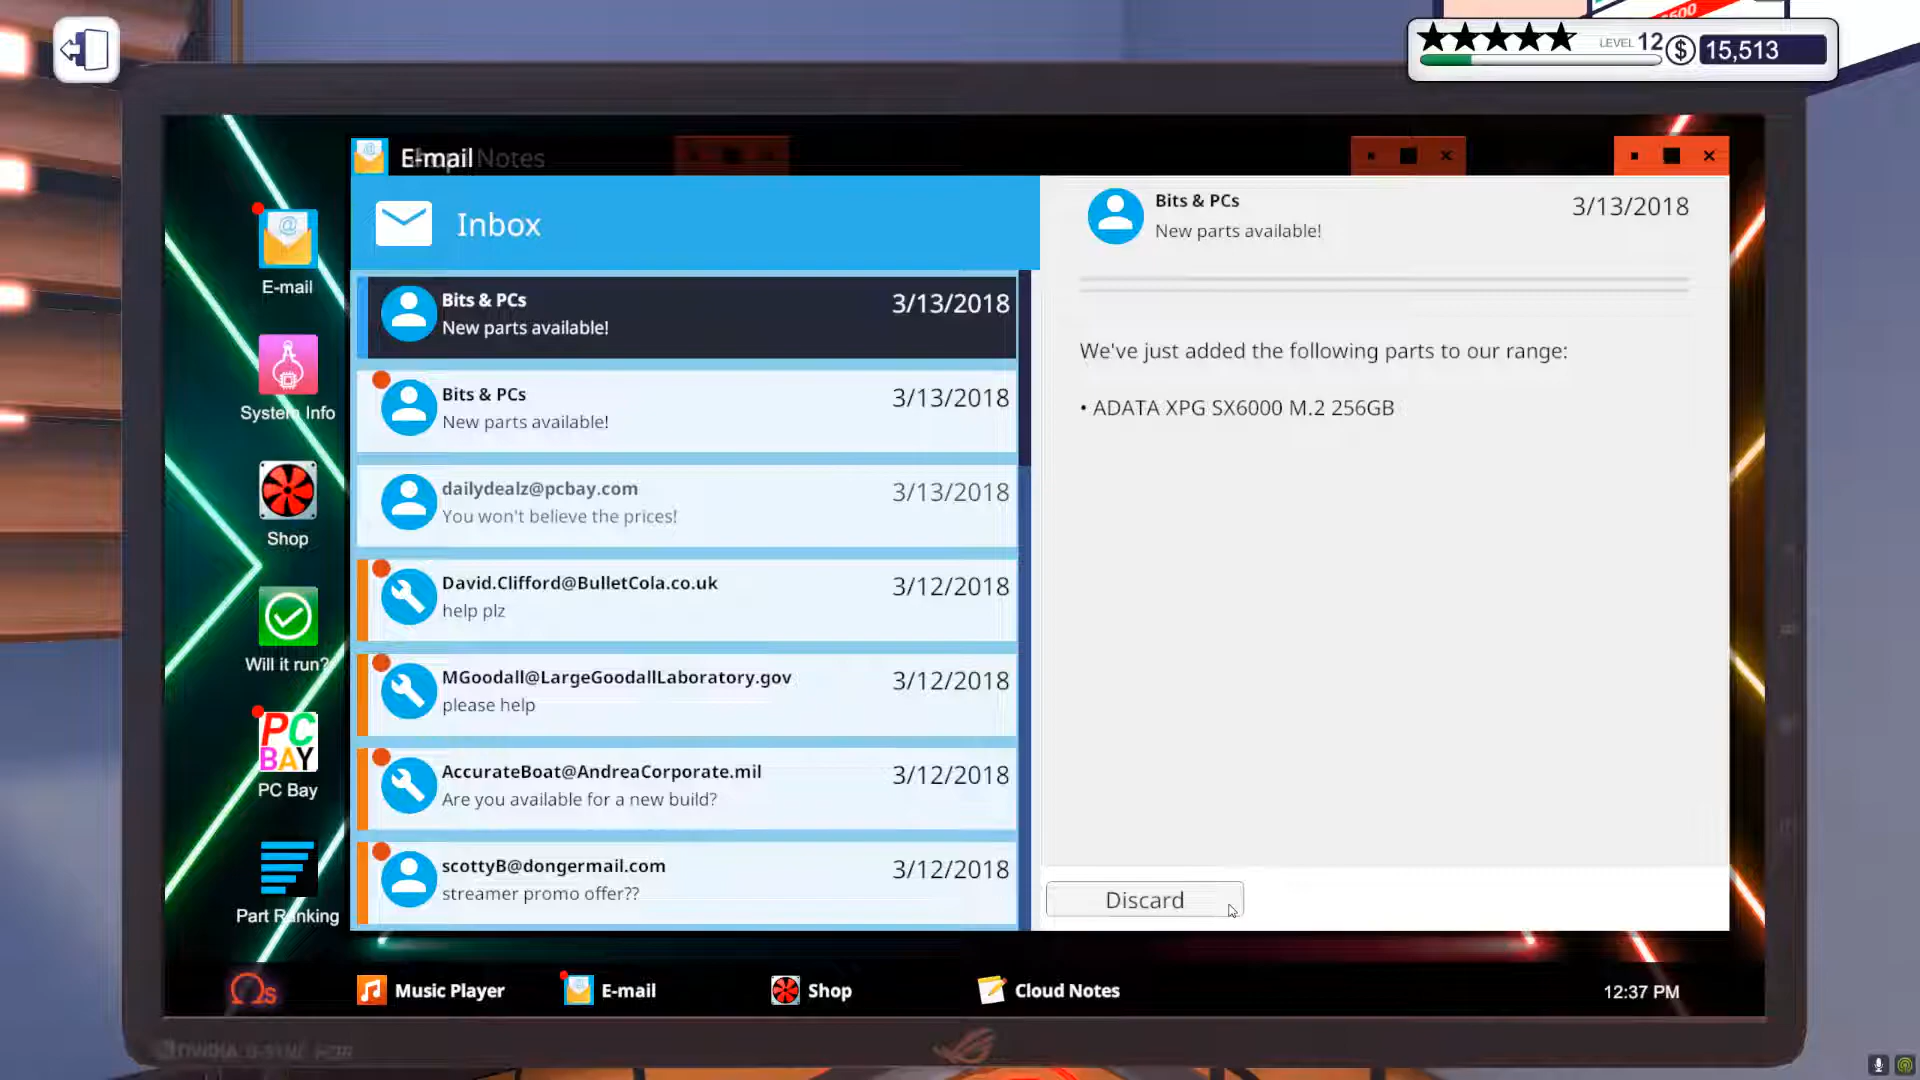 500
LEVEL 12
$ 15,513
E-mail
Notes
Inbox
Bits & PCs
3/13/2018
New parts available!
Bits & PCs
3/13/2018
New parts available!
dailydealz@pcbay.com
3/13/2018
You won't believe the prices!
David.Clifford@BulletCola.co.uk
3/12/2018
help plz
MGoodall@LargeGoodallLaboratory.gov
3/12/2018
please help
AccurateBoat@AndreaCorporate.mil
3/12/2018
Are you available for a new build?
scottyB@dongermail.com
3/12/2018
streamer promo offer??
Bits & PCs
3/13/2018
New parts available!
We've just added the following parts to our range:
• ADATA XPG SX6000 M.2 256GB
Discard
E-mail
System Info
Shop
Will it run?
PC
BAY
PC Bay
Part Ranking
Ωs
Music Player
E-mail
Shop
Cloud Notes
12:37 PM
NVIDIA G-SYNC HDR